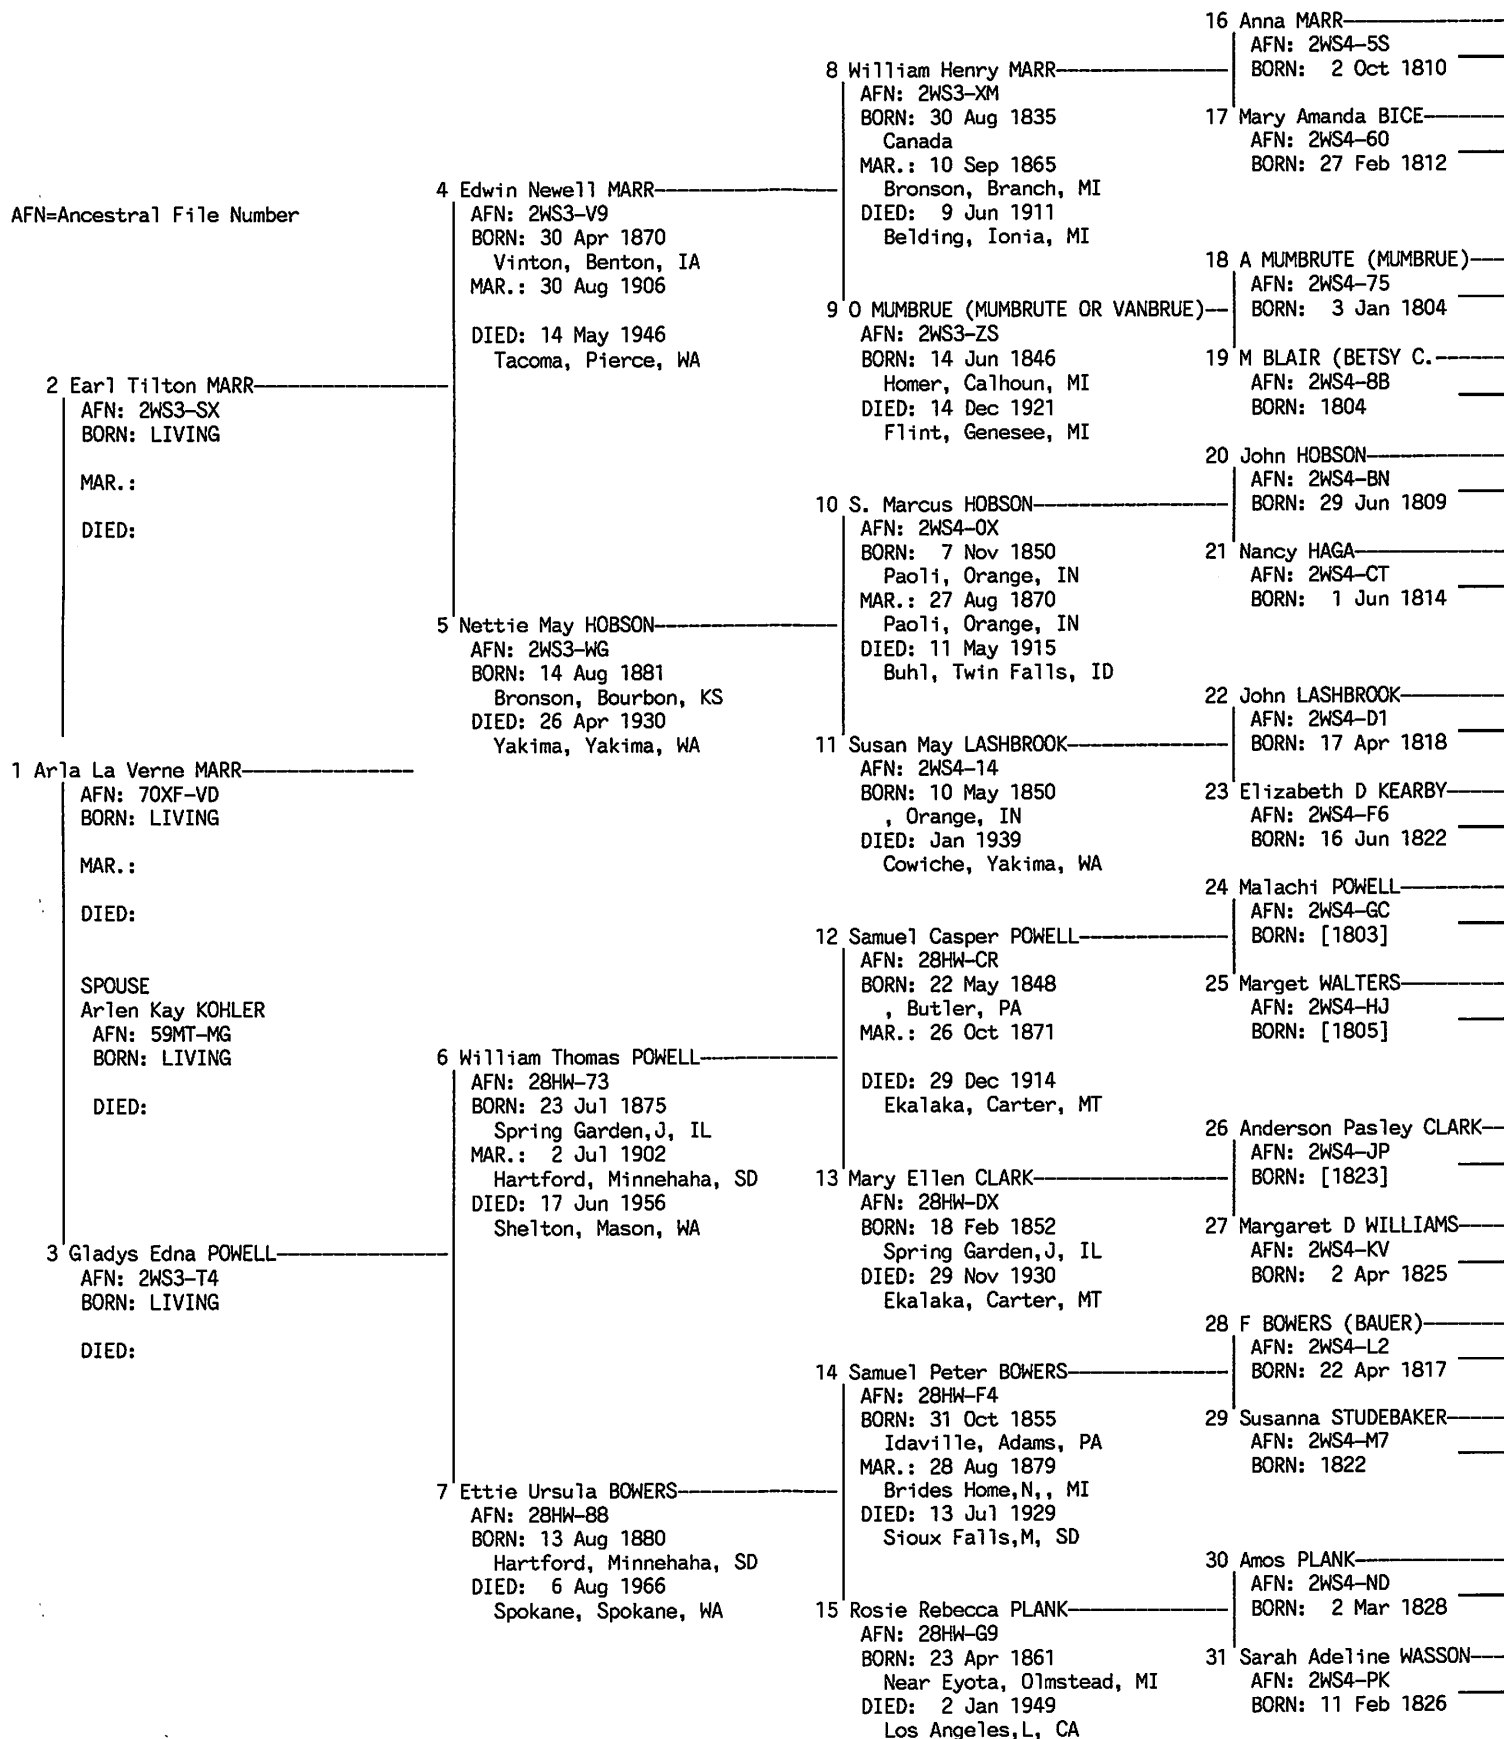 AFN=Ancestral File Number
1 Arla La Verne MARR
AFN: 70XF-VD
BORN: LIVING
MAR.:
DIED:
SPOUSE
Arlen Kay KOHLER
AFN: 59MT-MG
BORN: LIVING
DIED:
2 Earl Tilton MARR
AFN: 2WS3-SX
BORN: LIVING
MAR.:
DIED:
3 Gladys Edna POWELL
AFN: 2WS3-T4
BORN: LIVING
DIED:
4 Edwin Newell MARR
AFN: 2WS3-V9
BORN: 30 Apr 1870
Vinton, Benton, IA
MAR.: 30 Aug 1906
DIED: 14 May 1946
Tacoma, Pierce, WA
5 Nettie May HOBSON
AFN: 2WS3-WG
BORN: 14 Aug 1881
Bronson, Bourbon, KS
DIED: 26 Apr 1930
Yakima, Yakima, WA
6 William Thomas POWELL
AFN: 28HW-73
BORN: 23 Jul 1875
Spring Garden,J, IL
MAR.: 2 Jul 1902
Hartford, Minnehaha, SD
DIED: 17 Jun 1956
Shelton, Mason, WA
7 Ettie Ursula BOWERS
AFN: 28HW-88
BORN: 13 Aug 1880
Hartford, Minnehaha, SD
DIED: 6 Aug 1966
Spokane, Spokane, WA
8 William Henry MARR
AFN: 2WS3-XM
BORN: 30 Aug 1835
Canada
MAR.: 10 Sep 1865
Bronson, Branch, MI
DIED: 9 Jun 1911
Belding, Ionia, MI
9 O MUMBRUE (MUMBRUTE OR VANBRUE)
AFN: 2WS3-ZS
BORN: 14 Jun 1846
Homer, Calhoun, MI
DIED: 14 Dec 1921
Flint, Genesee, MI
10 S. Marcus HOBSON
AFN: 2WS4-0X
BORN: 7 Nov 1850
Paoli, Orange, IN
MAR.: 27 Aug 1870
Paoli, Orange, IN
DIED: 11 May 1915
Buhl, Twin Falls, ID
11 Susan May LASHBROOK
AFN: 2WS4-14
BORN: 10 May 1850
, Orange, IN
DIED: Jan 1939
Cowiche, Yakima, WA
12 Samuel Casper POWELL
AFN: 28HW-CR
BORN: 22 May 1848
, Butler, PA
MAR.: 26 Oct 1871
DIED: 29 Dec 1914
Ekalaka, Carter, MT
13 Mary Ellen CLARK
AFN: 28HW-DX
BORN: 18 Feb 1852
Spring Garden,J, IL
DIED: 29 Nov 1930
Ekalaka, Carter, MT
14 Samuel Peter BOWERS
AFN: 28HW-F4
BORN: 31 Oct 1855
Idaville, Adams, PA
MAR.: 28 Aug 1879
Brides Home,N,, MI
DIED: 13 Jul 1929
Sioux Falls,M, SD
15 Rosie Rebecca PLANK
AFN: 28HW-G9
BORN: 23 Apr 1861
Near Eyota, Olmstead, MI
DIED: 2 Jan 1949
Los Angeles,L, CA
16 Anna MARR
AFN: 2WS4-5S
BORN: 2 Oct 1810
17 Mary Amanda BICE
AFN: 2WS4-60
BORN: 27 Feb 1812
18 A MUMBRUTE (MUMBRUE)
AFN: 2WS4-75
BORN: 3 Jan 1804
19 M BLAIR (BETSY C.
AFN: 2WS4-8B
BORN: 1804
20 John HOBSON
AFN: 2WS4-BN
BORN: 29 Jun 1809
21 Nancy HAGA
AFN: 2WS4-CT
BORN: 1 Jun 1814
22 John LASHBROOK
AFN: 2WS4-D1
BORN: 17 Apr 1818
23 Elizabeth D KEARBY
AFN: 2WS4-F6
BORN: 16 Jun 1822
24 Malachi POWELL
AFN: 2WS4-GC
BORN: [1803]
25 Marget WALTERS
AFN: 2WS4-HJ
BORN: [1805]
26 Anderson Pasley CLARK
AFN: 2WS4-JP
BORN: [1823]
27 Margaret D WILLIAMS
AFN: 2WS4-KV
BORN: 2 Apr 1825
28 F BOWERS (BAUER)
AFN: 2WS4-L2
BORN: 22 Apr 1817
29 Susanna STUDEBAKER
AFN: 2WS4-M7
BORN: 1822
30 Amos PLANK
AFN: 2WS4-ND
BORN: 2 Mar 1828
31 Sarah Adeline WASSON
AFN: 2WS4-PK
BORN: 11 Feb 1826